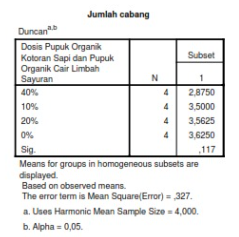 Jumlah cabang
Duncan a,b
Dosis Pupuk Organik
Kotoran Sapi dan Pupuk
Organik Cair Limbah
Sayuran
N
Subset
1
40% 4 2,8750
10% 4 3,5000
20% 4 3,5625
0% 4 3,6250
Sig. ,117
Means for groups in homogeneous subsets are
displayed.
Based on observed means.
The error term is Mean Square(Error) = ,327.
a. Uses Harmonic Mean Sample Size = 4,000.
b. Alpha = 0,05.